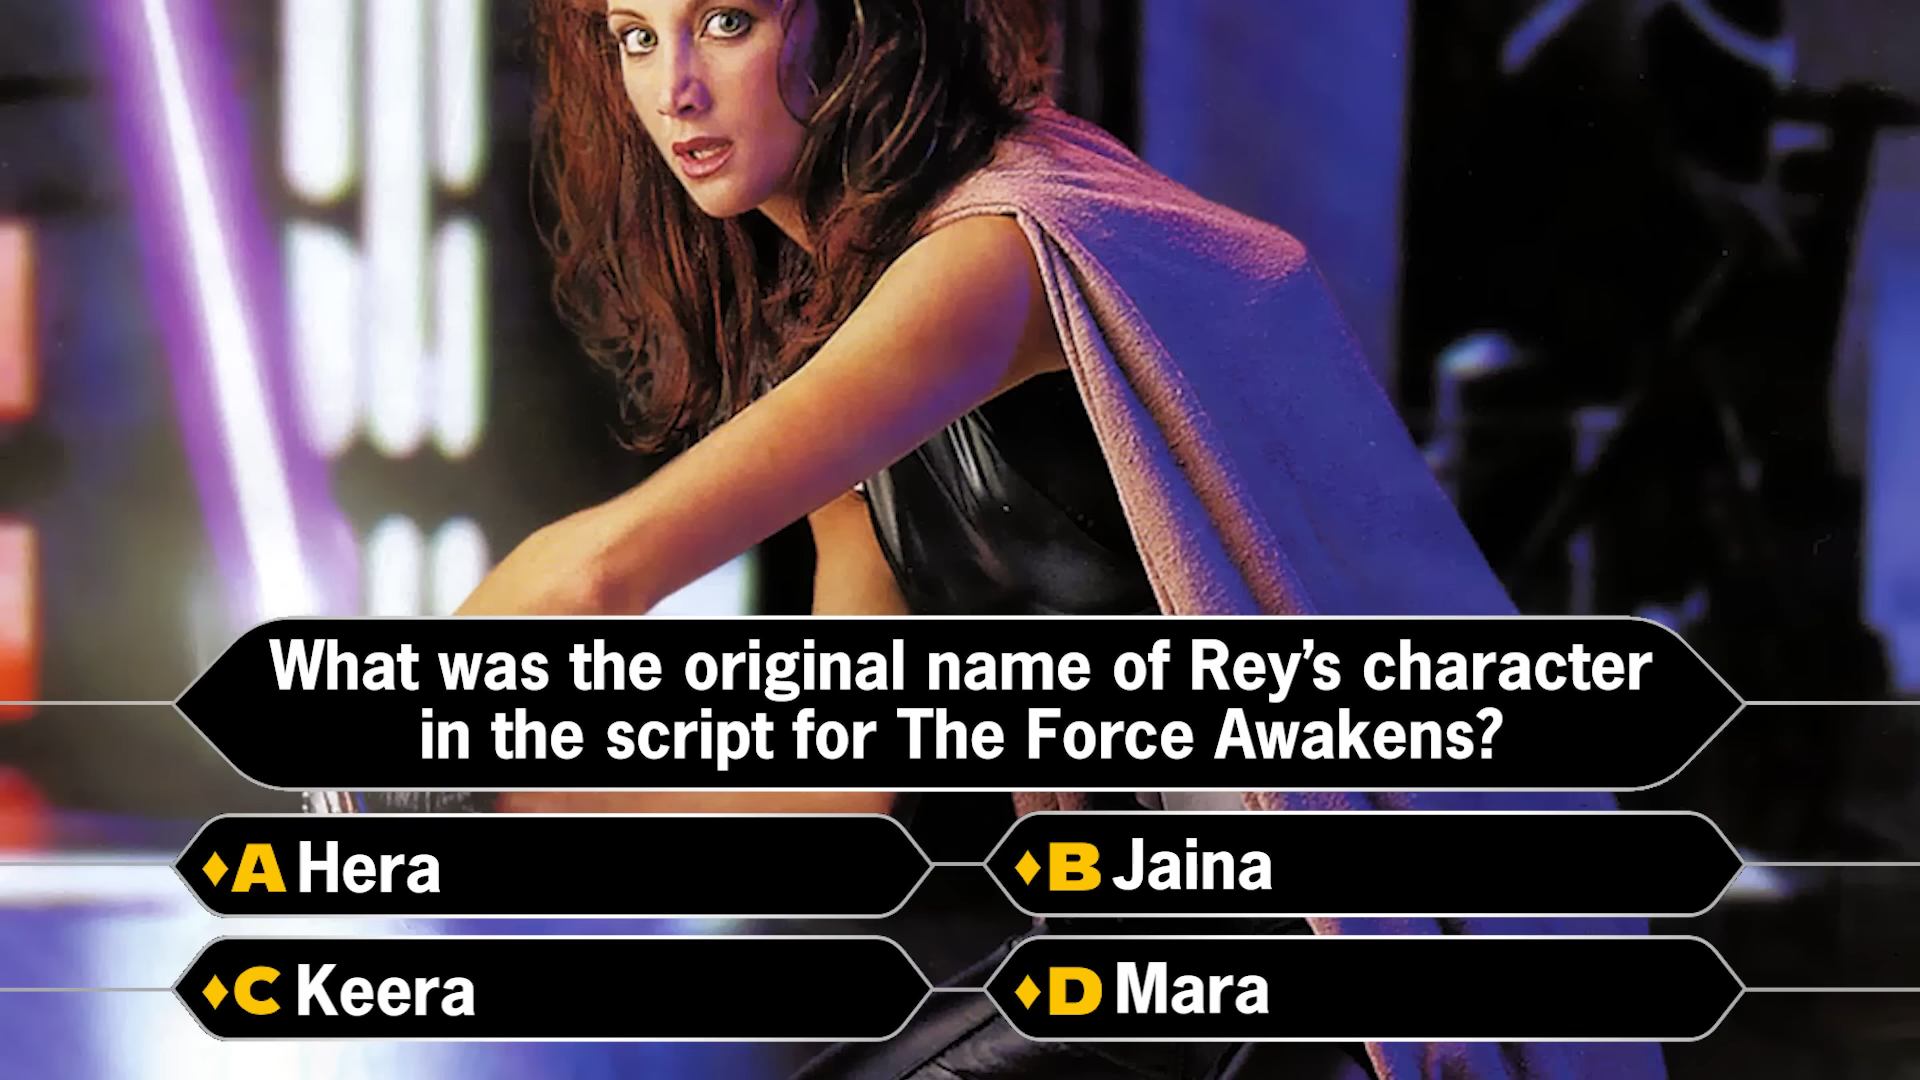 What was the original name of Rey’s character
in the script for The Force Awakens?
A Hera
B Jaina
C Keera
D Mara